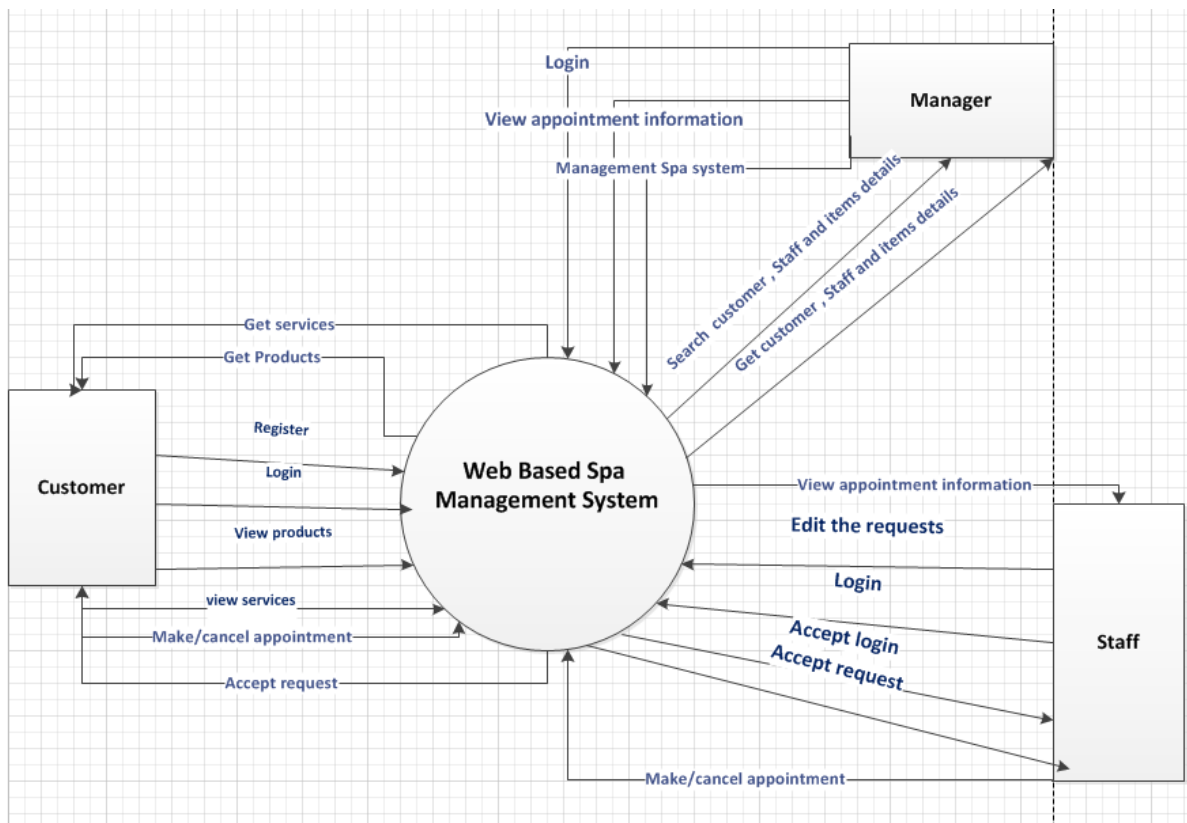 Login
Manager
View appointment information
Management Spa system
Search customer , Staff and items details
Get customer , Staff and items details
Get services
Get Products
Register
Customer
Login
Web Based Spa
Management System
View appointment information
View products
Edit the requests
Login
view services
Make/cancel appointment
Accept login
Staff
Accept request
Accept request
Make/cancel appointment